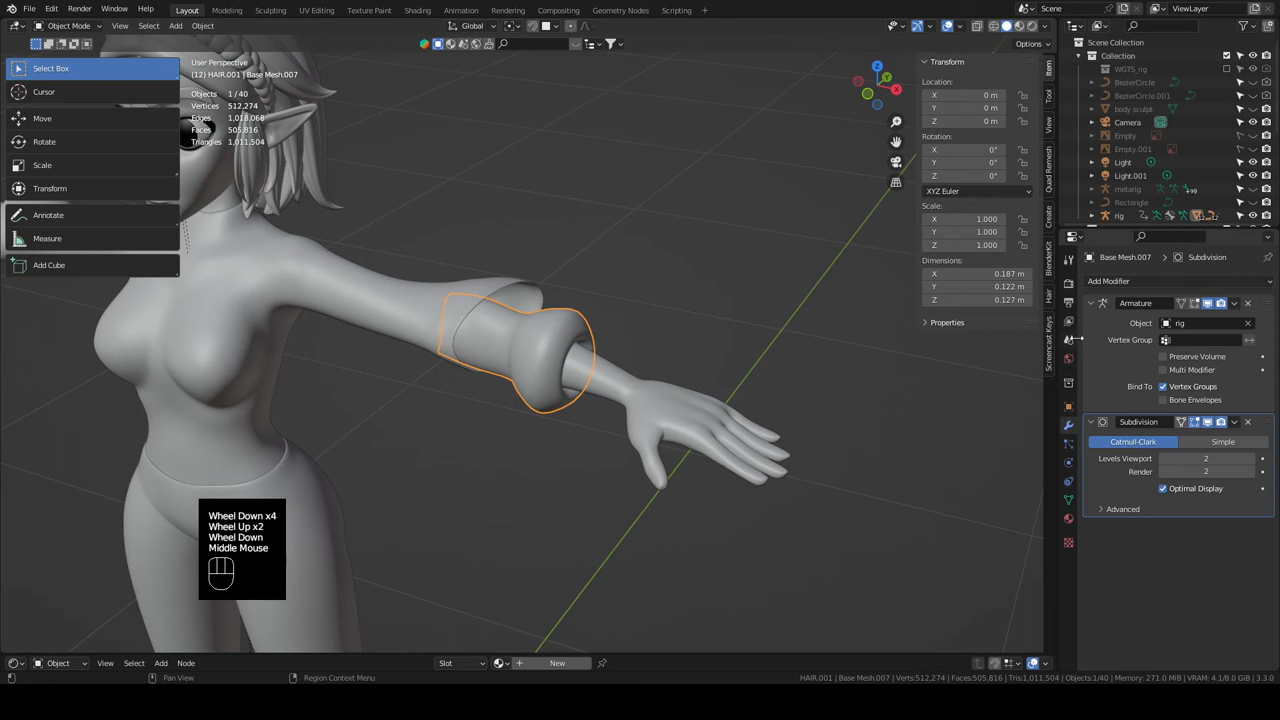 File Edit Render Window Help Layout Modeling Sculpting UV Editing Texture Paint Shading Animation Rendering Compositing Geometry Nodes Scripting Scene ViewLayer
Object Mode View Select Add Object Global
Options
Select Box
Cursor
Move
Rotate
Scale
Transform
Annotate
Measure
Add Cube
User Perspective
(12) HAIR.001 | Base Mesh.007
Objects 1 / 40
Vertices 512,274
Edges 1,018,068
Faces 505,816
Triangles 1,011,504
Wheel Down x4
Wheel Up x2
Wheel Down
Middle Mouse
Z
Y
X
Transform
Location:
X 0 m
Y 0 m
Z 0 m
Rotation:
X 0°
Y 0°
Z 0°
XYZ Euler
Scale:
X 1.000
Y 1.000
Z 1.000
Dimensions:
X 0.187 m
Y 0.122 m
Z 0.127 m
Properties
Item
Tool
View
Quad Remesh
Create
BlenderKit
Hair
Screencast Keys
Scene Collection
Collection
WGTS_rig
BezierCircle
BezierCircle.001
body sculpt
Camera
Empty
Empty.001
Light
Light.001
metarig
Rectangle
rig
Base Mesh.007 > Subdivision
Add Modifier
Armature
Object rig
Vertex Group
Preserve Volume
Multi Modifier
Bind To Vertex Groups
Bone Envelopes
Subdivision
Catmull-Clark Simple
Levels Viewport 2
Render 2
Optimal Display
Advanced
Object View Select Add Node Slot New
Pan View Region Context Menu HAIR.001 | Base Mesh.007 | Verts:512,274 | Faces:505,816 | Tris:1,011,504 | Objects:1/40 | Memory: 271.0 MiB | VRAM: 4.1/8.0 GiB | 3.3.0